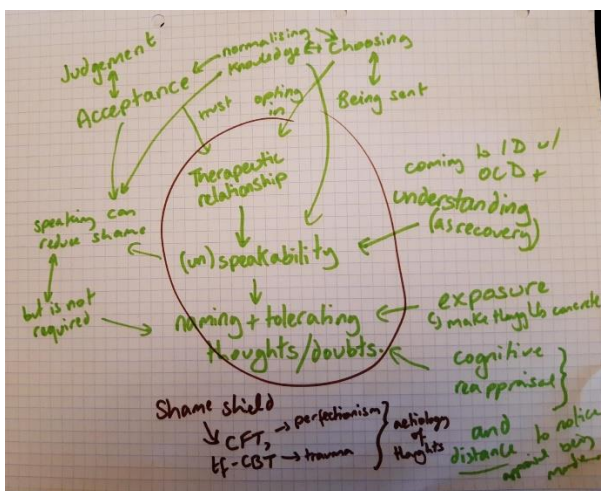 Judgement
Acceptance
normalising
knowledge
Choosing
trust
opting
in
Being sent
Therapeutic
relationship
coming to ID w/
OCD +
understanding
(as recovery)
speaking can
reduce shame
(un)speakability
but is not
required
naming + tolerating
thoughts/doubts.
exposure
make concrete
cognitive
reappraisal
and
distance to notice
being
Shame shield
CFT, perfectionism
tf-CBT trauma
aetiology
of
thoughts